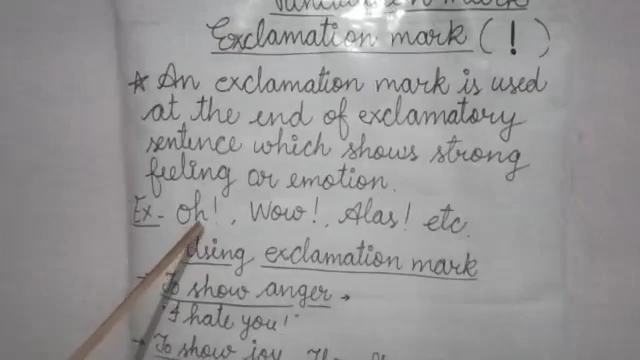 Exclamation mark (!)
* An exclamation mark is used
at the end of exclamatory
sentence which shows strong
feeling or emotion.
Ex- Oh!, Wow!, Alas! etc.
Using exclamation mark
→ To show anger →
"I hate you!"
→ To show joy